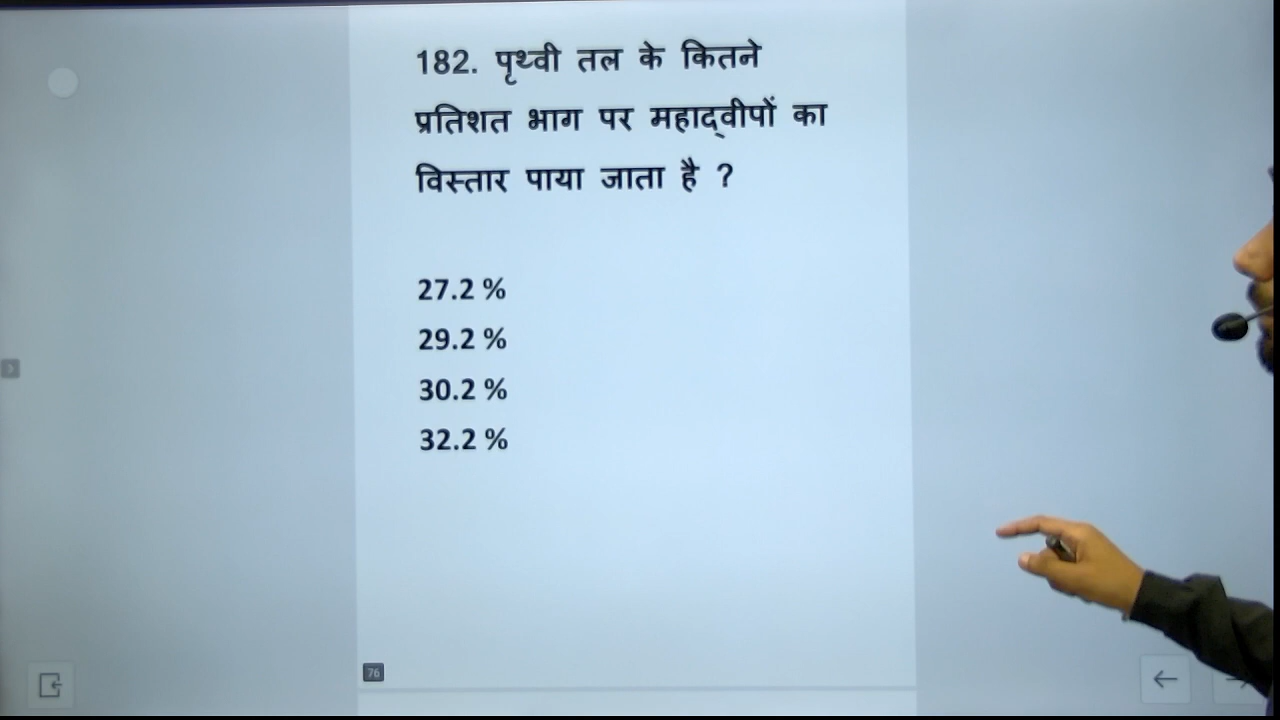 182. पृथ्वी तल के कितने
प्रतिशत भाग पर महाद्वीपों का
विस्तार पाया जाता है ?
27.2 %
29.2 %
30.2 %
32.2 %
76